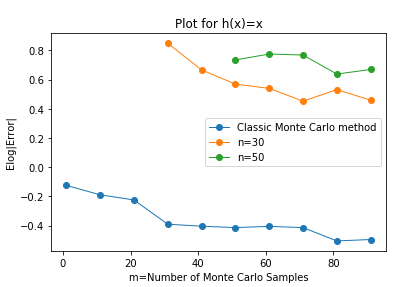 Plot for h(x)=x
0.8
0.6
0.4
0.2
0.0
−0.2
−0.4
Elog|Error|
Classic Monte Carlo method
n=30
n=50
0
20
40
60
80
m=Number of Monte Carlo Samples